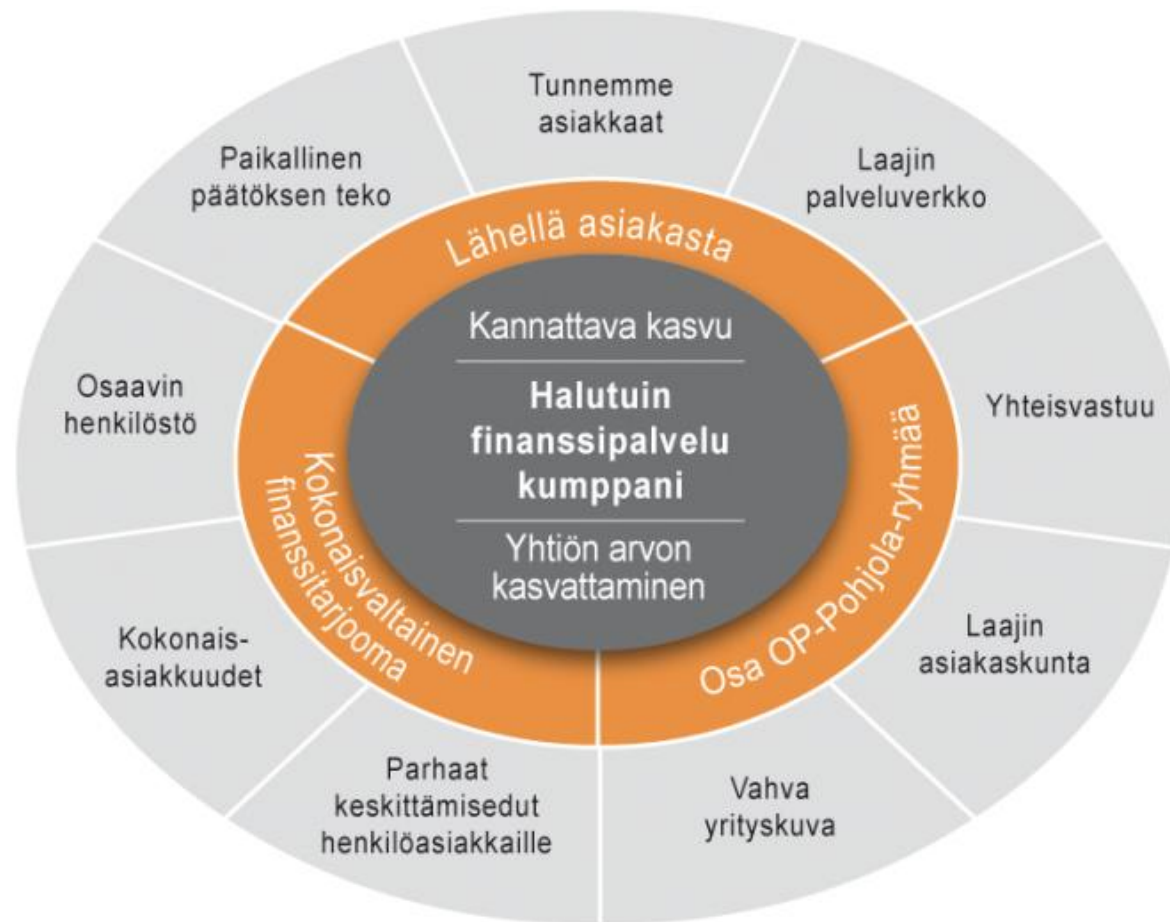 Tunnemme
asiakkaat
Paikallinen
päätöksen teko
Laajin
palveluverkko
Lähellä asiakasta
Kannattava kasvu
Osaavin
henkilöstö
Halutuin
finanssipalvelu
kumppani
Yhteisvastuu
Yhtiön arvon
kasvattaminen
Kokonaisvaltainen
finanssitarjooma
Osa OP-Pohjola-ryhmää
Kokonais-
asiakkuudet
Laajin
asiakaskunta
Parhaat
keskittämisedut
henkilöasiakkaille
Vahva
yrityskuva